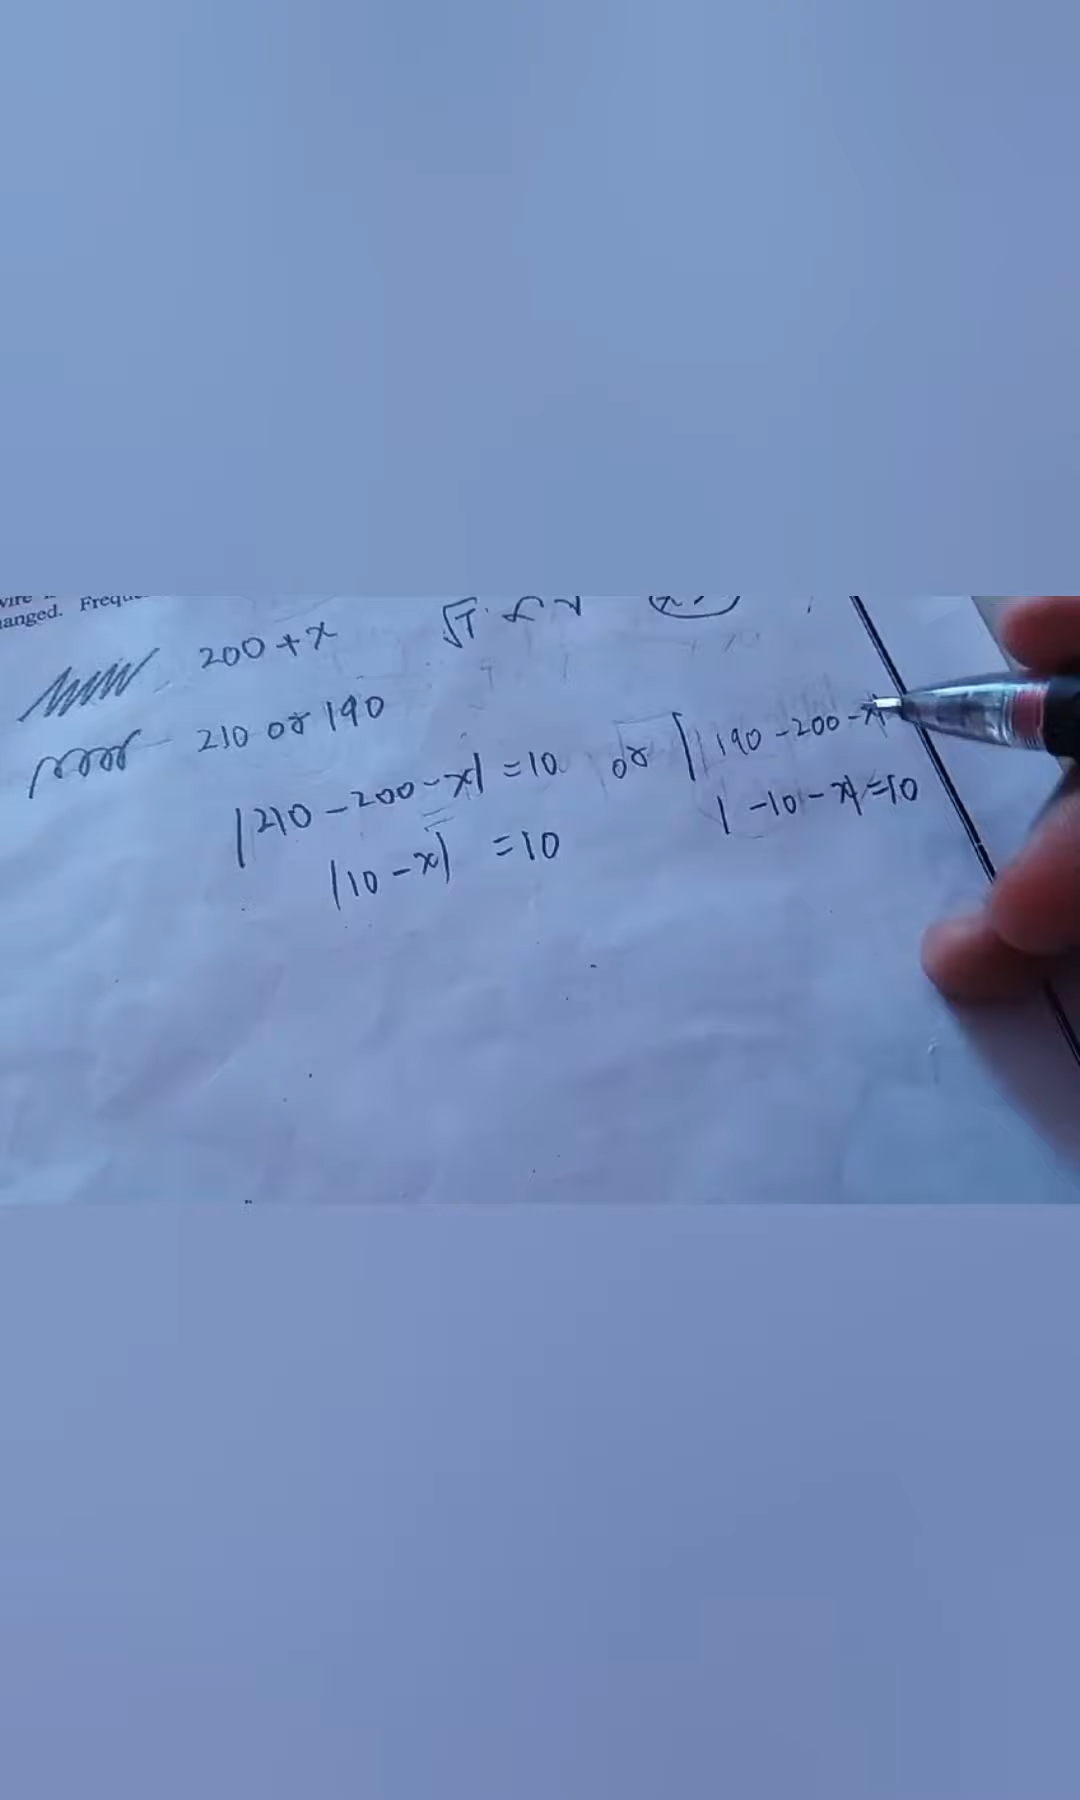 anged. Frequ
200 + x
√T ∝ ν
210 or 190
|210 - 200 - x| = 10 or |190 - 200 - x|
|10 - x| = 10
|-10 - x| = 10